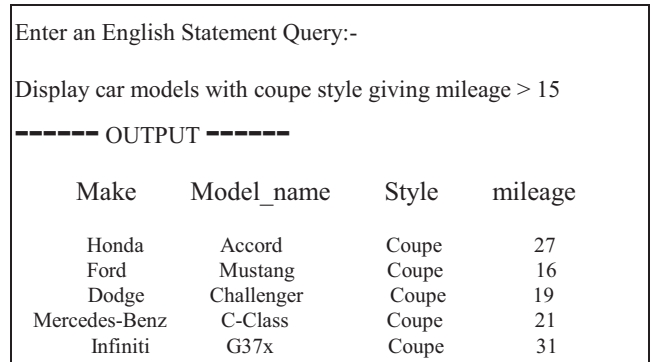 Enter an English Statement Query:-
Display car models with coupe style giving mileage > 15
------ OUTPUT ------
Make Model_name Style mileage
Honda Accord Coupe 27
Ford Mustang Coupe 16
Dodge Challenger Coupe 19
Mercedes-Benz C-Class Coupe 21
Infiniti G37x Coupe 31